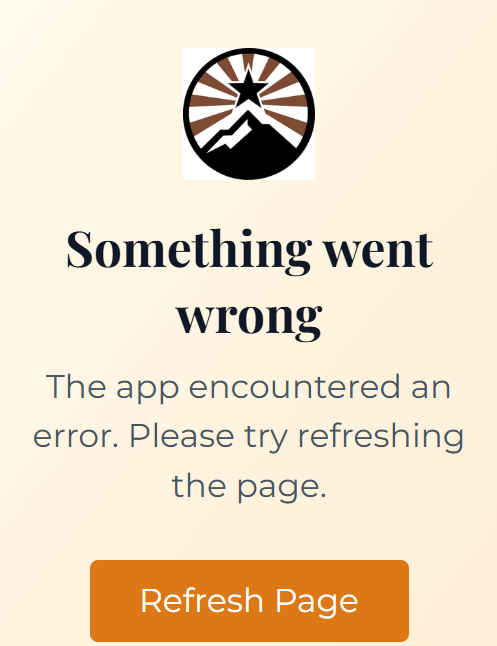 Something went
wrong
The app encountered an
error. Please try refreshing
the page.
Refresh Page